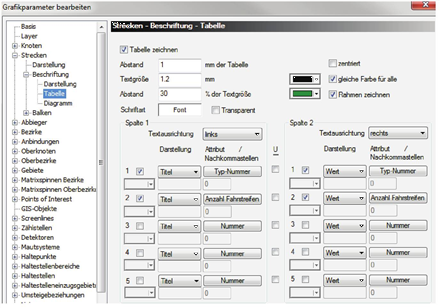 Grafikparameter bearbeiten
Basis
Layer
Knoten
Strecken
Darstellung
Beschriftung
Darstellung
Tabelle
Diagramm
Balken
Abbieger
Bezirke
Anbindungen
Oberknoten
Oberbezirke
Gebiete
Matrixspinnen Bezirke
Matrixspinnen Oberbezirke
Points of Interest
GIS-Objekte
Screenlines
Zählstellen
Detektoren
Mautsysteme
Haltepunkte
Haltestellenbereiche
Haltestellen
Haltestelleneinzugsgebiete
Umsteigebeziehungen
Strecken - Beschriftung - Tabelle
Tabelle zeichnen
Abstand 1 mm der Tabelle
zentriert
Textgröße 1.2 mm
gleiche Farbe für alle
Abstand 30 % der Textgröße
Rahmen zeichnen
Schriftart Font Transparent
Spalte 1
Textausrichtung links
Darstellung Attribut / Nachkommastellen
1 Titel Typ-Nummer
0
2 Titel Anzahl Fahrstreifen
0
3 Titel Nummer
0
4 Titel Nummer
0
5 Titel Nummer
U
Spalte 2
Textausrichtung rechts
Darstellung Attribut / Nachkommastellen
1 Wert Typ-Nummer
0
2 Wert Anzahl Fahrstreifen
0
3 Wert Nummer
0
4 Wert Nummer
0
5 Wert Nummer